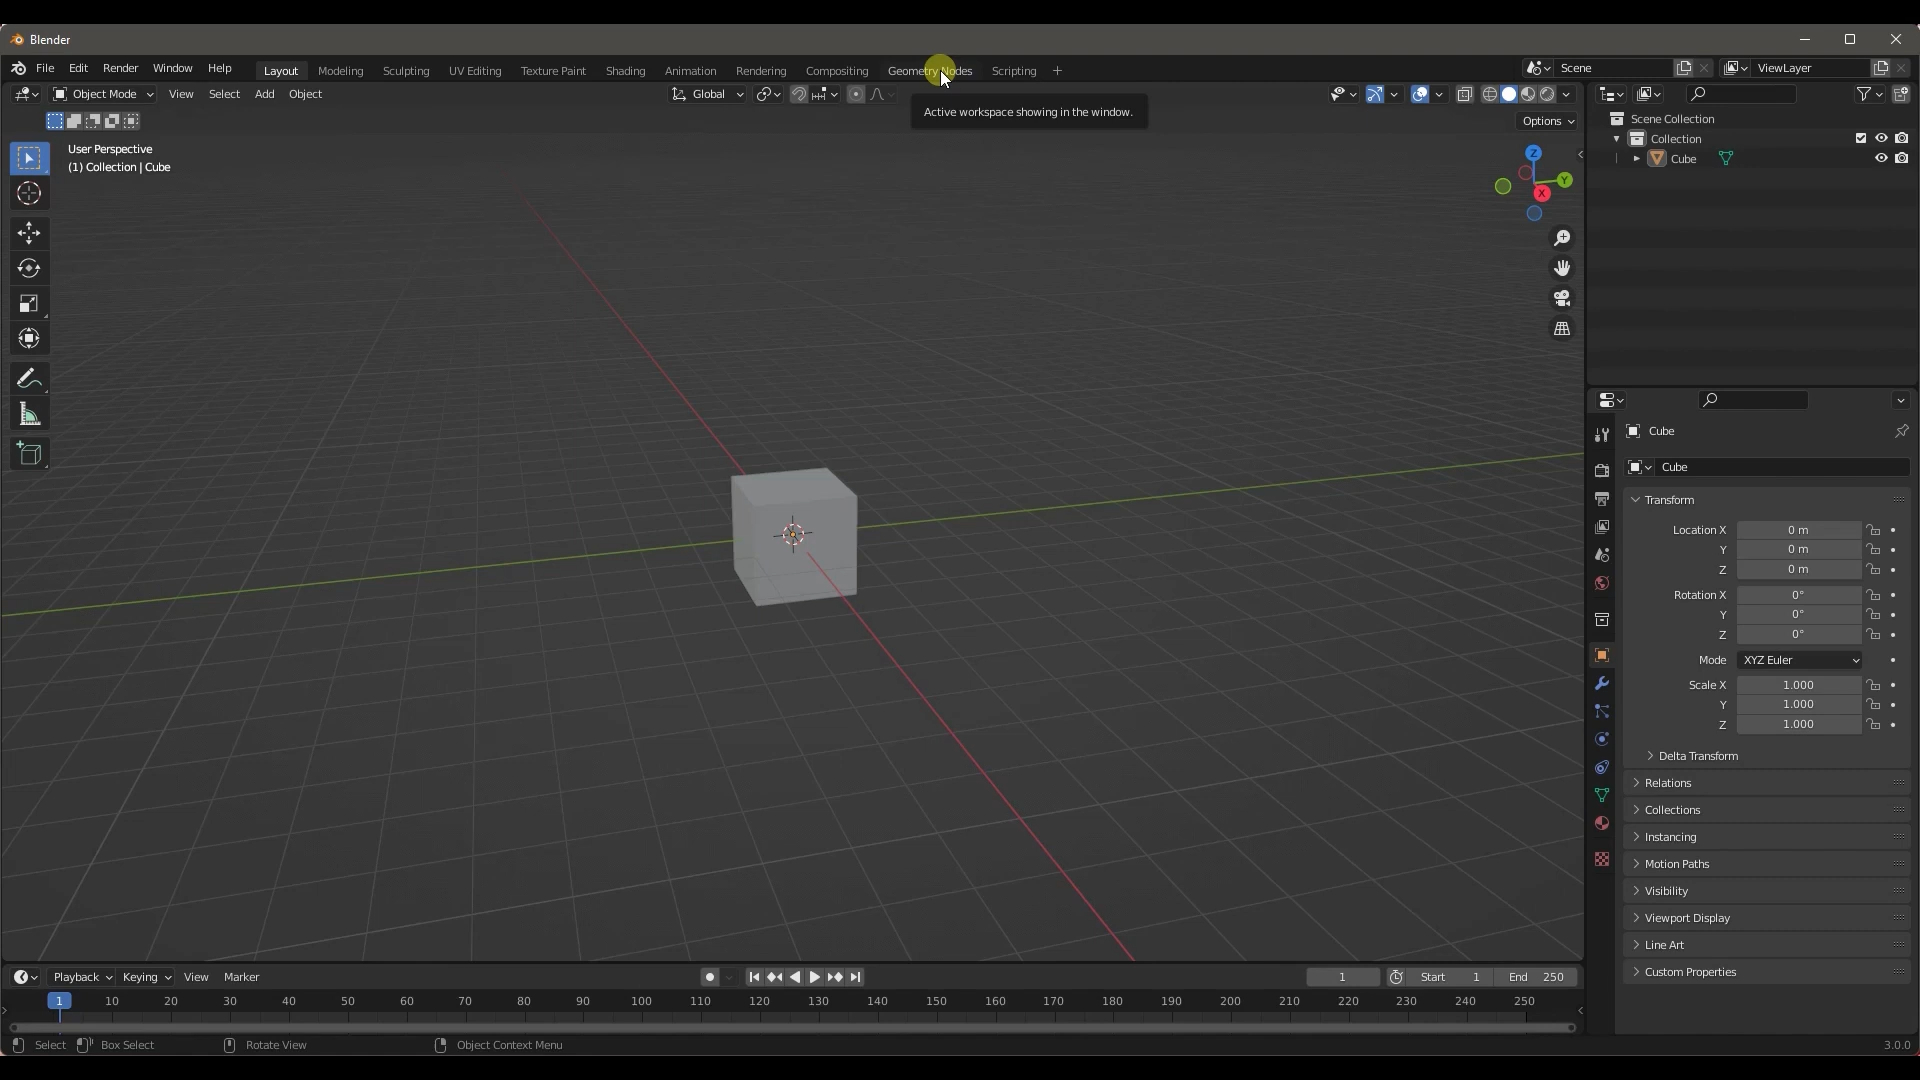 Blender
File Edit Render Window Help Layout Modeling Sculpting UV Editing Texture Paint Shading Animation Rendering Compositing Geometry Nodes Scripting + Scene ViewLayer
Object Mode View Select Add Object Global
Active workspace showing in the window.
Options
User Perspective
(1) Collection | Cube
Z
Y
X
Scene Collection
Collection
Cube
Cube
Cube
Transform
Location X 0 m
Y 0 m
Z 0 m
Rotation X 0°
Y 0°
Z 0°
Mode XYZ Euler
Scale X 1.000
Y 1.000
Z 1.000
Delta Transform
Relations
Collections
Instancing
Motion Paths
Visibility
Viewport Display
Line Art
Custom Properties
Playback Keying View Marker 1 Start 1 End 250
1 10 20 30 40 50 60 70 80 90 100 110 120 130 140 150 160 170 180 190 200 210 220 230 240 250
Select Box Select Rotate View Object Context Menu 3.0.0